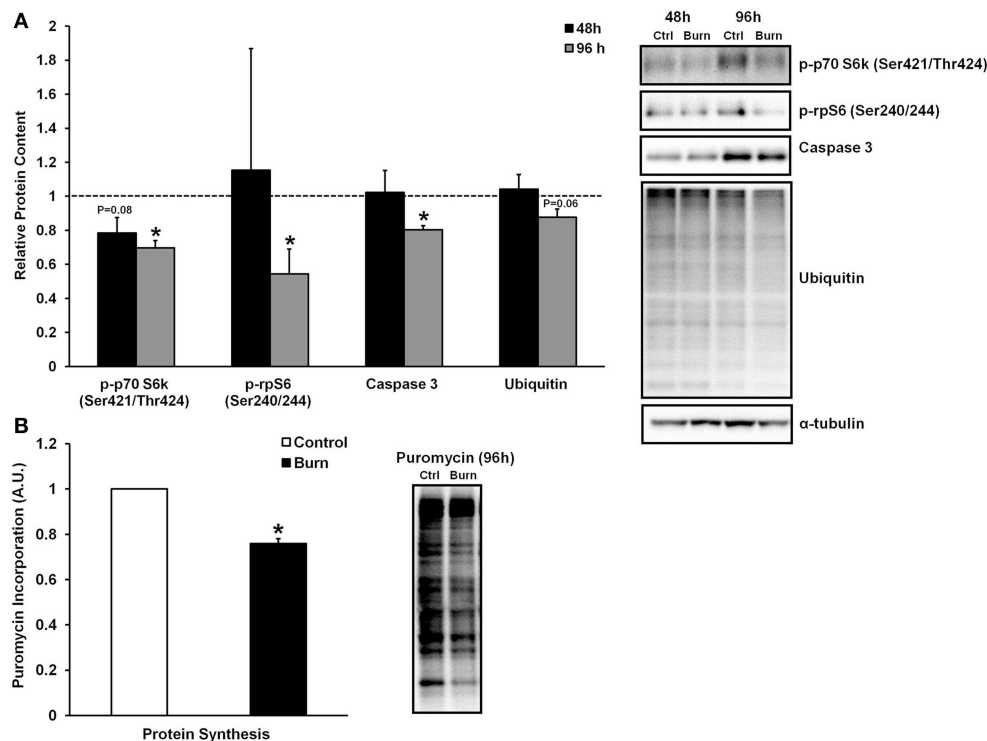 A
Relative Protein Content
2
1.8
1.6
1.4
1.2
1
0.8
0.6
0.4
0.2
0
48h
96 h
P=0.08
*
*
*
P=0.06
p-p70 S6k
(Ser421/Thr424)
p-rpS6
(Ser240/244)
Caspase 3
Ubiquitin
48h 96h
Ctrl Burn Ctrl Burn
p-p70 S6k (Ser421/Thr424)
p-rpS6 (Ser240/244)
Caspase 3
Ubiquitin
α-tubulin
B
Puromycin Incorporation (A.U.)
1.2
1
0.8
0.6
0.4
0.2
0
Control
Burn
*
Protein Synthesis
Puromycin (96h)
Ctrl Burn